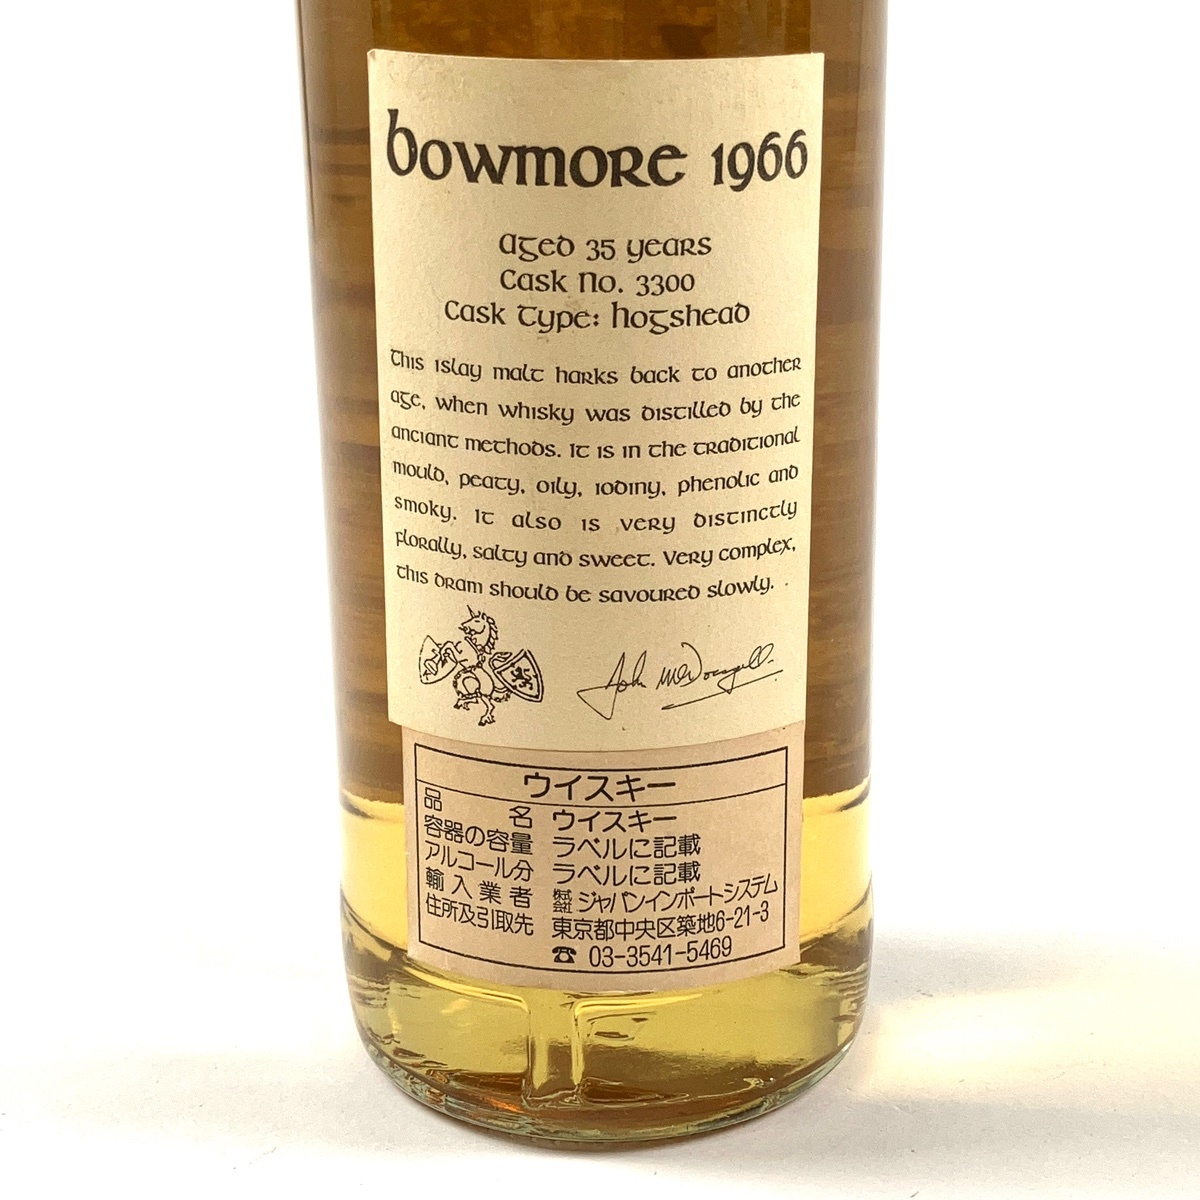 bowmore 1966
aged 35 years
Cask No. 3300
Cask Type: hogshead
This islay malt harks back to another
age, when whisky was distilled by the
anciant methods. It is in the traditional
mould, peaty, oily, iodiny, phenolic and
smoky. It also is very distinctly
florally, salty and sweet. Very complex,
this dram should be savoured slowly.
John McDougall
ウイスキー
品名 ウイスキー
容器の容量 ラベルに記載
アルコール分 ラベルに記載
輸入業者 株式会社 ジャパンインポートシステム
住所及引取先 東京都中央区築地6-21-3
☎ 03-3541-5469